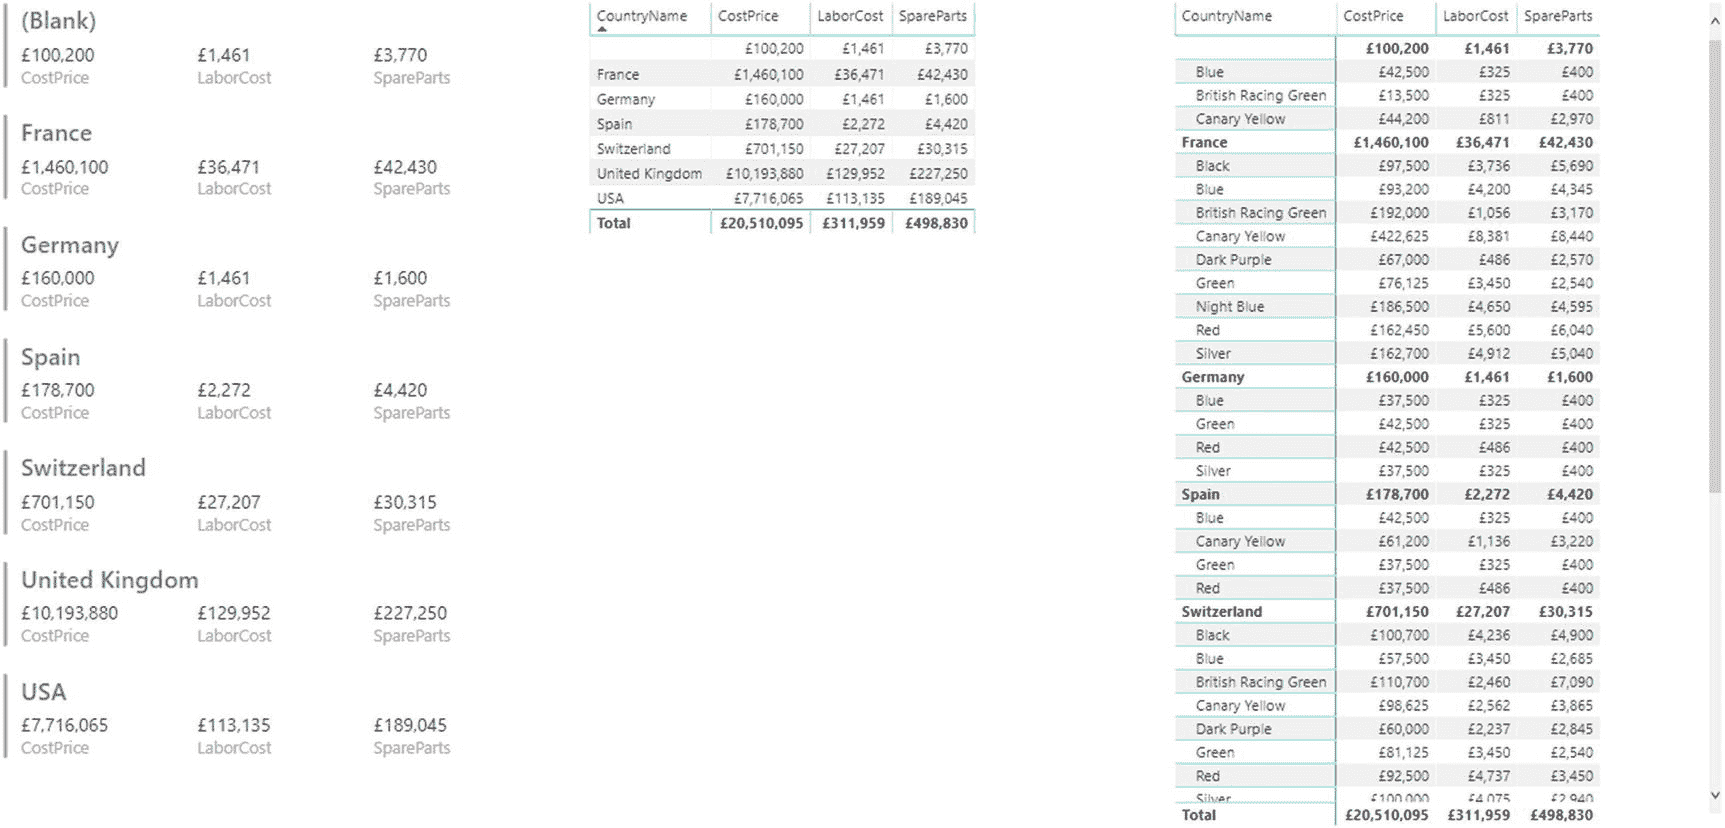 (Blank)
£100,200 £1,461 £3,770
CostPrice LaborCost SpareParts
France
£1,460,100 £36,471 £42,430
CostPrice LaborCost SpareParts
Germany
£160,000 £1,461 £1,600
CostPrice LaborCost SpareParts
Spain
£178,700 £2,272 £4,420
CostPrice LaborCost SpareParts
Switzerland
£701,150 £27,207 £30,315
CostPrice LaborCost SpareParts
United Kingdom
£10,193,880 £129,952 £227,250
CostPrice LaborCost SpareParts
USA
£7,716,065 £113,135 £189,045
CostPrice LaborCost SpareParts
CountryName CostPrice LaborCost SpareParts
£100,200 £1,461 £3,770
France £1,460,100 £36,471 £42,430
Germany £160,000 £1,461 £1,600
Spain £178,700 £2,272 £4,420
Switzerland £701,150 £27,207 £30,315
United Kingdom £10,193,880 £129,952 £227,250
USA £7,716,065 £113,135 £189,045
Total £20,510,095 £311,959 £498,830
CountryName CostPrice LaborCost SpareParts
£100,200 £1,461 £3,770
Blue £42,500 £325 £400
British Racing Green £13,500 £325 £400
Canary Yellow £44,200 £811 £2,970
France £1,460,100 £36,471 £42,430
Black £97,500 £3,736 £5,690
Blue £93,200 £4,200 £4,345
British Racing Green £192,000 £1,056 £3,170
Canary Yellow £422,625 £8,381 £8,440
Dark Purple £67,000 £486 £2,570
Green £76,125 £3,450 £2,540
Night Blue £186,500 £4,650 £4,595
Red £162,450 £5,600 £6,040
Silver £162,700 £4,912 £5,040
Germany £160,000 £1,461 £1,600
Blue £37,500 £325 £400
Green £42,500 £325 £400
Red £42,500 £486 £400
Silver £37,500 £325 £400
Spain £178,700 £2,272 £4,420
Blue £42,500 £325 £400
Canary Yellow £61,200 £1,136 £3,220
Green £37,500 £325 £400
Red £37,500 £486 £400
Switzerland £701,150 £27,207 £30,315
Black £100,700 £4,236 £4,900
Blue £57,500 £3,450 £2,685
British Racing Green £110,700 £2,460 £7,090
Canary Yellow £98,625 £2,562 £3,865
Dark Purple £60,000 £2,237 £2,845
Green £81,125 £3,450 £2,540
Red £92,500 £4,737 £3,450
Silver £100,000 £4,075 £2,940
Total £20,510,095 £311,959 £498,830